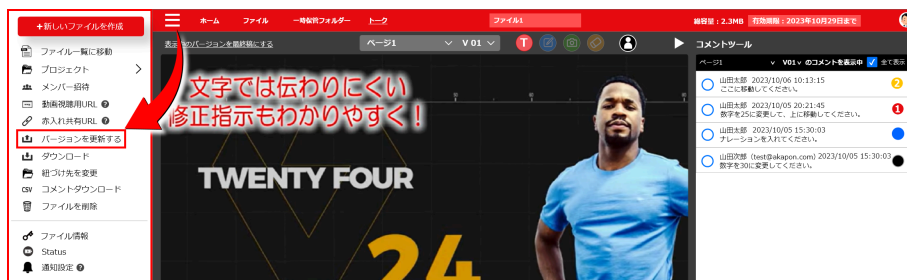 +新しいファイルを作成
ファイル一覧に移動
プロジェクト
メンバー招待
動画視聴用URL
赤入れ共有URL
バージョンを更新する
ダウンロード
紐づけ先を変更
CSV コメントダウンロード
ファイルを削除
ファイル情報
Status
通知設定
ホーム ファイル 一時保管フォルダー トーク ファイル1 総容量:2.3MB 有効期限:2023年10月29日まで
表示中のバージョンを最終稿にする ページ1 V 01 T
文字では伝わりにくい
修正指示もわかりやすく!
TWENTY FOUR
24
コメントツール
ページ1 V01 のコメントを表示中 全て表示
山田太郎 2023/10/06 10:13:15
ここに移動してください。
2
山田太郎 2023/10/05 20:21:45
数字を25に変更して、上に移動してください。
1
山田太郎 2023/10/05 15:30:03
ナレーションを入れてください。
山田次郎 (test@akapon.com) 2023/10/05 15:30:03
数字を30に変更してください。